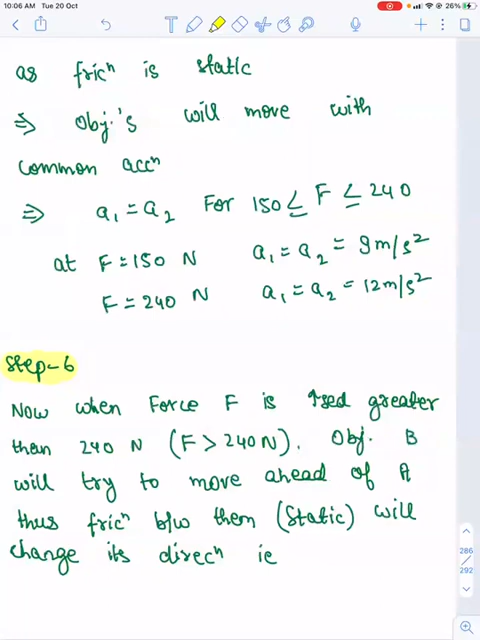 10:06 AM Tue 20 Oct
26%
as fricⁿ is static
⇒ Obj.'s will move with
common accⁿ
⇒ a₁ = a₂ For 150 ≤ F ≤ 240
at F = 150 N a₁ = a₂ = 9m/s²
F = 240 N a₁ = a₂ = 12m/s²
Step-6
Now when Force F is ↑sed greater
than 240 N (F > 240N). Obj. B
will try to move ahead of A
thus fricⁿ b/w them (static) will
change its direcⁿ ie
286
292